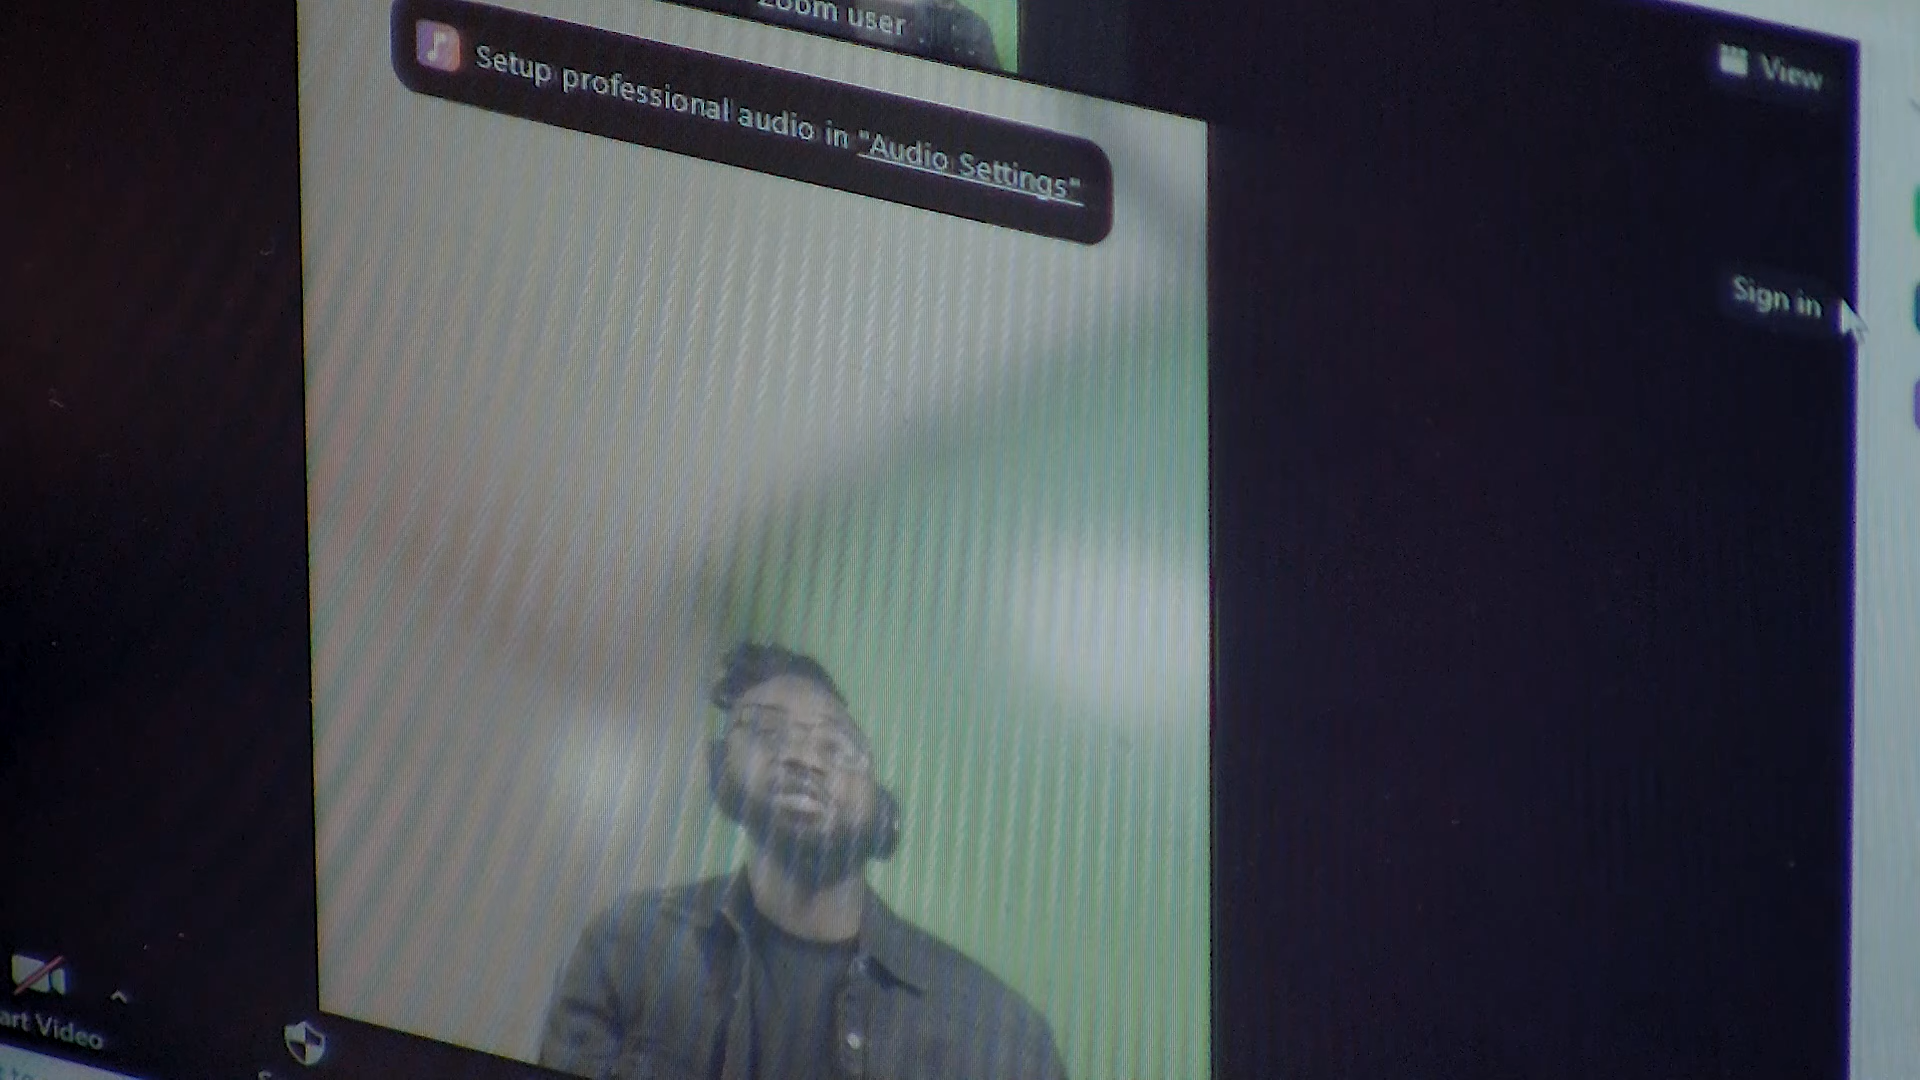 Zoom user
View
Setup professional audio in "Audio Settings"
Sign in
art Video